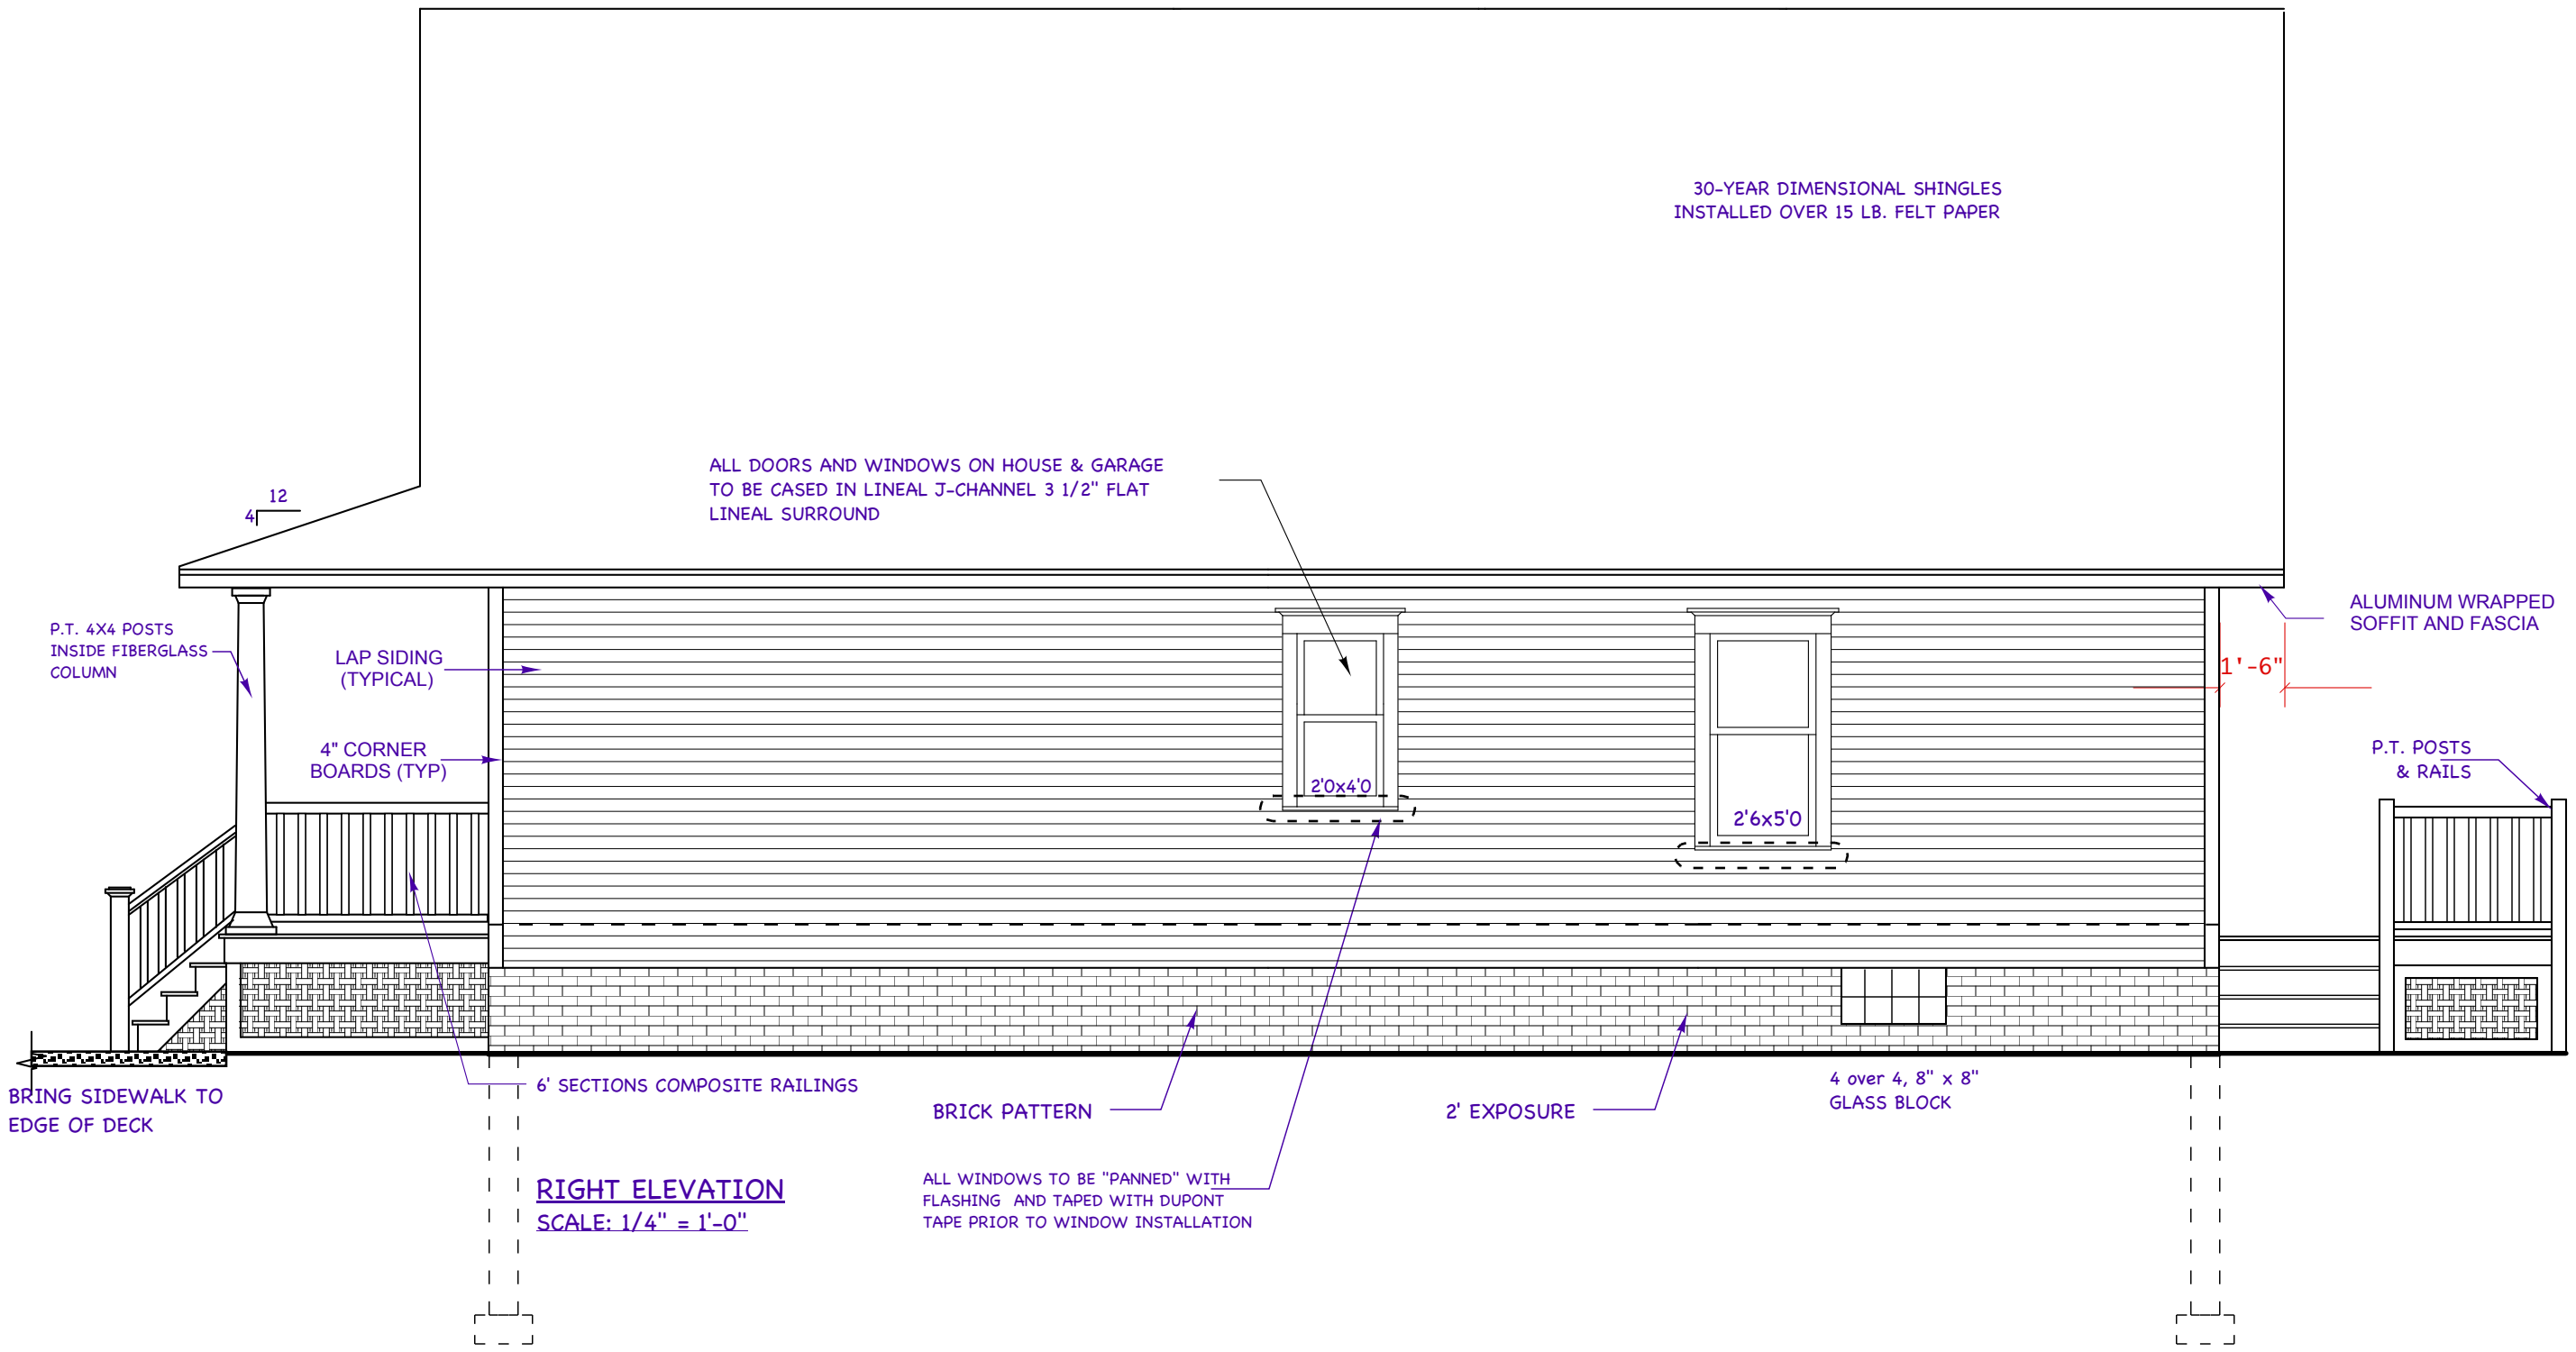 30-YEAR DIMENSIONAL SHINGLES
INSTALLED OVER 15 LB. FELT PAPER
ALL DOORS AND WINDOWS ON HOUSE & GARAGE
TO BE CASED IN LINEAL J-CHANNEL 3 1/2" FLAT
LINEAL SURROUND
12
4
P.T. 4X4 POSTS
INSIDE FIBERGLASS
COLUMN
LAP SIDING
(TYPICAL)
4" CORNER
BOARDS (TYP)
ALUMINUM WRAPPED
SOFFIT AND FASCIA
1'-6"
P.T. POSTS
& RAILS
2'0x4'0
2'6x5'0
BRING SIDEWALK TO
EDGE OF DECK
6' SECTIONS COMPOSITE RAILINGS
BRICK PATTERN
2' EXPOSURE
4 over 4, 8" x 8"
GLASS BLOCK
RIGHT ELEVATION
SCALE: 1/4" = 1'-0"
ALL WINDOWS TO BE "PANNED" WITH
FLASHING AND TAPED WITH DUPONT
TAPE PRIOR TO WINDOW INSTALLATION